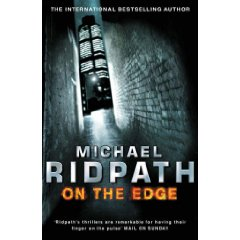 THE INTERNATIONAL BESTSELLING AUTHOR
MICHAEL
RIDPATH
ON THE EDGE
'Ridpath's thrillers are remarkable for having their
finger on the pulse' MAIL ON SUNDAY